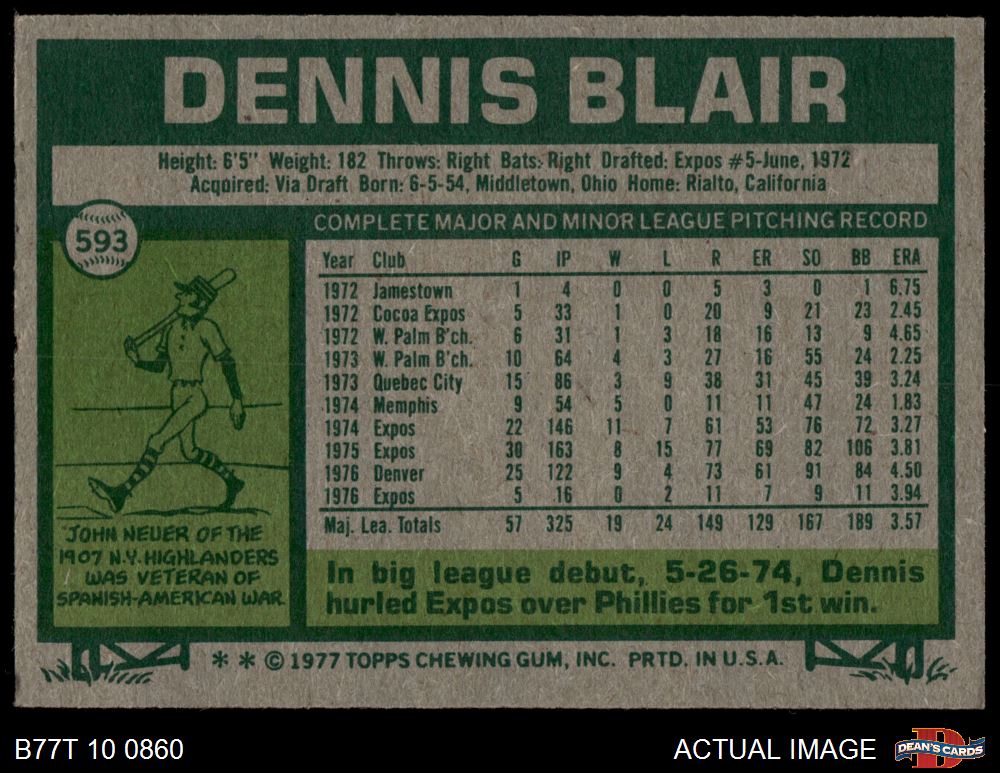 DENNIS BLAIR
Height: 6'5" Weight: 182 Throws: Right Bats: Right Drafted: Expos #5-June, 1972
Acquired: Via Draft Born: 6-5-54, Middletown, Ohio Home: Rialto, California
593
COMPLETE MAJOR AND MINOR LEAGUE PITCHING RECORD
Year Club G IP W L R ER SO BB ERA
1972 Jamestown 1 4 0 0 5 3 0 1 6.75
1972 Cocoa Expos 5 33 1 0 20 9 21 23 2.45
1972 W. Palm B'ch. 6 31 1 3 18 16 13 9 4.65
1973 W. Palm B'ch. 10 64 4 3 27 16 55 24 2.25
1973 Quebec City 15 86 3 9 38 31 45 39 3.24
1974 Memphis 9 54 5 0 11 11 47 24 1.83
1974 Expos 22 146 11 7 61 53 76 72 3.27
1975 Expos 30 163 8 15 77 69 82 106 3.81
1976 Denver 25 122 9 4 73 61 91 84 4.50
1976 Expos 5 16 0 2 11 7 9 11 3.94
Maj. Lea. Totals 57 325 19 24 149 129 167 189 3.57
JOHN NEUER OF THE
1907 N.Y. HIGHLANDERS
WAS VETERAN OF
SPANISH-AMERICAN WAR.
In big league debut, 5-26-74, Dennis
hurled Expos over Phillies for 1st win.
* * © 1977 TOPPS CHEWING GUM, INC. PRTD. IN U.S.A.
B77T 10 0860
ACTUAL IMAGE
DEAN'S CARDS